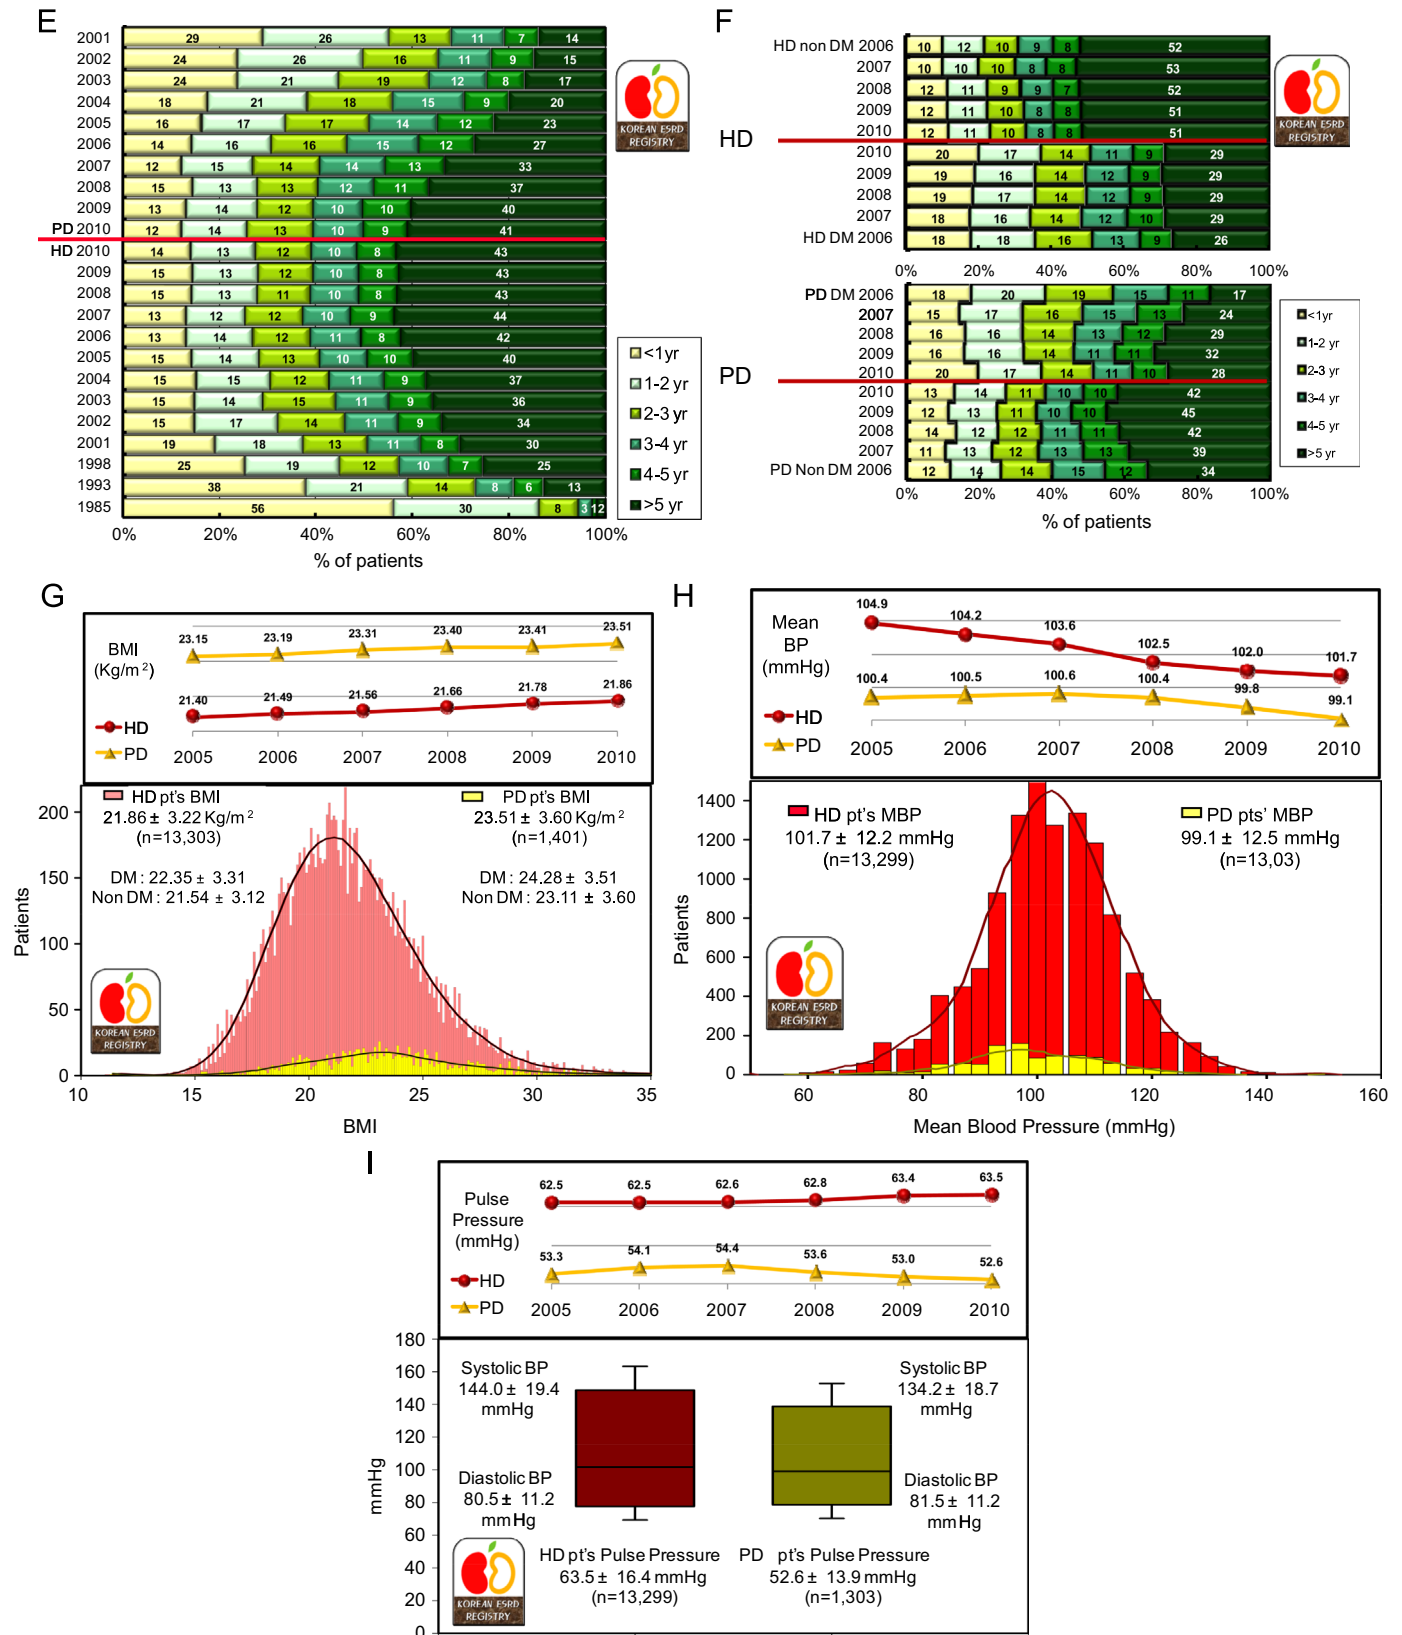 E
2001 29 26 13 11 7 14
2002 24 26 16 11 9 15
2003 24 21 19 12 8 17
2004 18 21 18 15 9 20
2005 16 17 17 14 12 23
2006 14 16 16 15 12 27
2007 12 15 14 14 13 33
2008 15 13 13 12 11 37
2009 13 14 12 10 10 40
PD 2010 12 14 13 10 9 41
HD 2010 14 13 12 10 8 43
2009 15 13 12 10 8 43
2008 15 13 11 10 8 43
2007 13 12 12 10 9 44
2006 13 14 12 11 8 42
2005 15 14 13 10 10 40
2004 15 15 12 11 9 37
2003 15 14 15 11 9 36
2002 15 17 14 11 9 34
2001 19 18 13 11 8 30
1998 25 19 12 10 7 25
1993 38 21 14 8 6 13
1985 56 30 8 3 1 2
0% 20% 40% 60% 80% 100%
% of patients
KOREAN ESRD
REGISTRY
<1yr
1-2 yr
2-3 yr
3-4 yr
4-5 yr
>5 yr
F
HD non DM 2006 10 12 10 9 8 52
2007 10 10 10 8 8 53
2008 12 11 9 9 7 52
2009 12 11 10 8 8 51
2010 12 11 10 8 8 51
HD
2010 20 17 14 11 9 29
2009 19 16 14 12 9 29
2008 19 17 14 12 9 29
2007 18 16 14 12 10 29
HD DM 2006 18 18 16 13 9 26
0% 20% 40% 60% 80% 100%
KOREAN ESRD
REGISTRY
PD DM 2006 18 20 19 15 11 17
2007 15 17 16 15 13 24
2008 16 16 14 13 12 29
2009 16 16 14 11 11 32
2010 20 17 14 11 10 28
PD
2010 13 14 11 10 10 42
2009 12 13 11 10 10 45
2008 14 12 12 11 11 42
2007 11 13 12 13 13 39
PD Non DM 2006 12 14 14 15 12 34
0% 20% 40% 60% 80% 100%
% of patients
<1yr
1-2 yr
2-3 yr
3-4 yr
4-5 yr
>5 yr
G
BMI
(Kg/m²)
23.15 23.19 23.31 23.40 23.41 23.51
21.40 21.49 21.56 21.66 21.78 21.86
HD
PD
2005 2006 2007 2008 2009 2010
HD pt's BMI
21.86 ± 3.22 Kg/m²
(n=13,303)
DM : 22.35 ± 3.31
Non DM : 21.54 ± 3.12
PD pt's BMI
23.51 ± 3.60 Kg/m²
(n=1,401)
DM : 24.28 ± 3.51
Non DM : 23.11 ± 3.60
Patients
200
150
100
50
0
10 15 20 25 30 35
BMI
KOREAN ESRD
REGISTRY
H
Mean
BP
(mmHg)
104.9 104.2 103.6 102.5 102.0 101.7
100.4 100.5 100.6 100.4 99.8 99.1
HD
PD
2005 2006 2007 2008 2009 2010
HD pt's MBP
101.7 ± 12.2 mmHg
(n=13,299)
PD pts' MBP
99.1 ± 12.5 mmHg
(n=13,03)
Patients
1400
1200
1000
800
600
400
200
0
60 80 100 120 140 160
Mean Blood Pressure (mmHg)
KOREAN ESRD
REGISTRY
I
Pulse
Pressure
(mmHg)
62.5 62.5 62.6 62.8 63.4 63.5
53.3 54.1 54.4 53.6 53.0 52.6
HD
PD
2005 2006 2007 2008 2009 2010
mmHg
180
160
140
120
100
80
60
40
20
0
Systolic BP
144.0 ± 19.4
mmHg
Diastolic BP
80.5 ± 11.2
mmHg
Systolic BP
134.2 ± 18.7
mmHg
Diastolic BP
81.5 ± 11.2
mmHg
HD pt's Pulse Pressure
63.5 ± 16.4 mmHg
(n=13,299)
PD pt's Pulse Pressure
52.6 ± 13.9 mmHg
(n=1,303)
KOREAN ESRD
REGISTRY